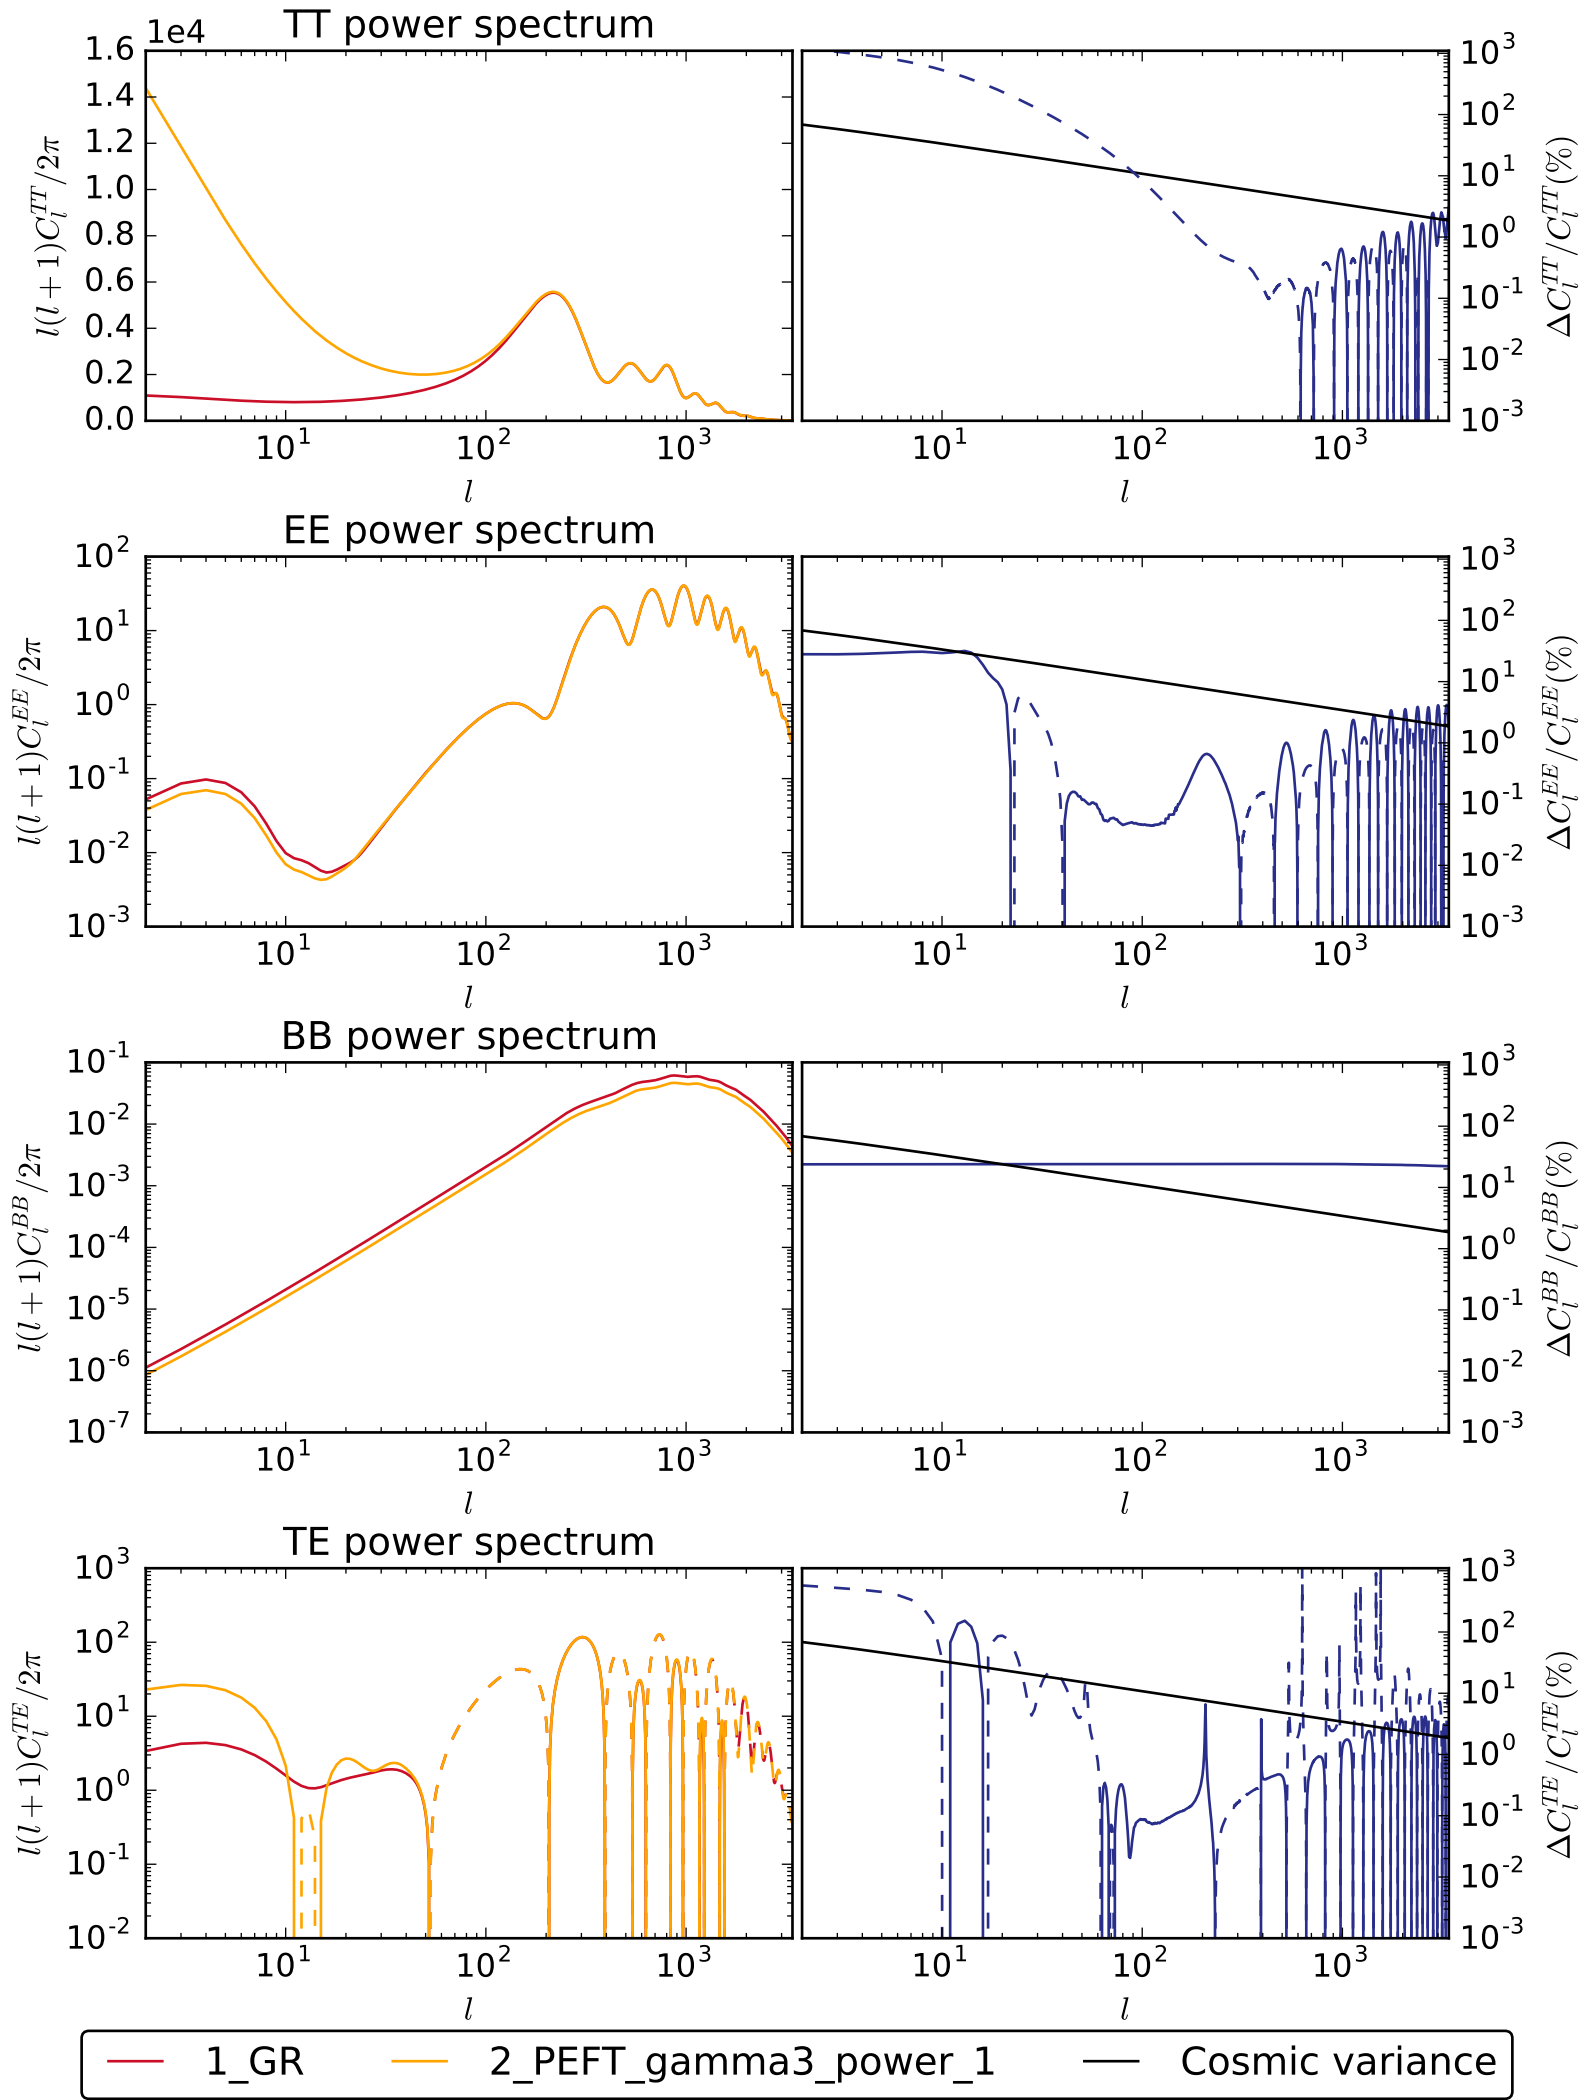 TT power spectrum
1e4
1.6
1.4
1.2
1.0
0.8
0.6
0.4
0.2
0.0
l(l + 1)C_l^{TT}/2π
10^1 10^2 10^3
l
10^3
10^2
10^1
10^0
10^-1
10^-2
10^-3
ΔC_l^{TT}/C_l^{TT}(%)
10^1 10^2 10^3
l
EE power spectrum
10^2
10^1
10^0
10^-1
10^-2
10^-3
l(l + 1)C_l^{EE}/2π
10^1 10^2 10^3
l
10^3
10^2
10^1
10^0
10^-1
10^-2
10^-3
ΔC_l^{EE}/C_l^{EE}(%)
10^1 10^2 10^3
l
BB power spectrum
10^-1
10^-2
10^-3
10^-4
10^-5
10^-6
10^-7
l(l + 1)C_l^{BB}/2π
10^1 10^2 10^3
l
10^3
10^2
10^1
10^0
10^-1
10^-2
10^-3
ΔC_l^{BB}/C_l^{BB}(%)
10^1 10^2 10^3
l
TE power spectrum
10^3
10^2
10^1
10^0
10^-1
10^-2
l(l + 1)C_l^{TE}/2π
10^1 10^2 10^3
l
10^3
10^2
10^1
10^0
10^-1
10^-2
10^-3
ΔC_l^{TE}/C_l^{TE}(%)
10^1 10^2 10^3
l
1_GR 2_PEFT_gamma3_power_1 Cosmic variance